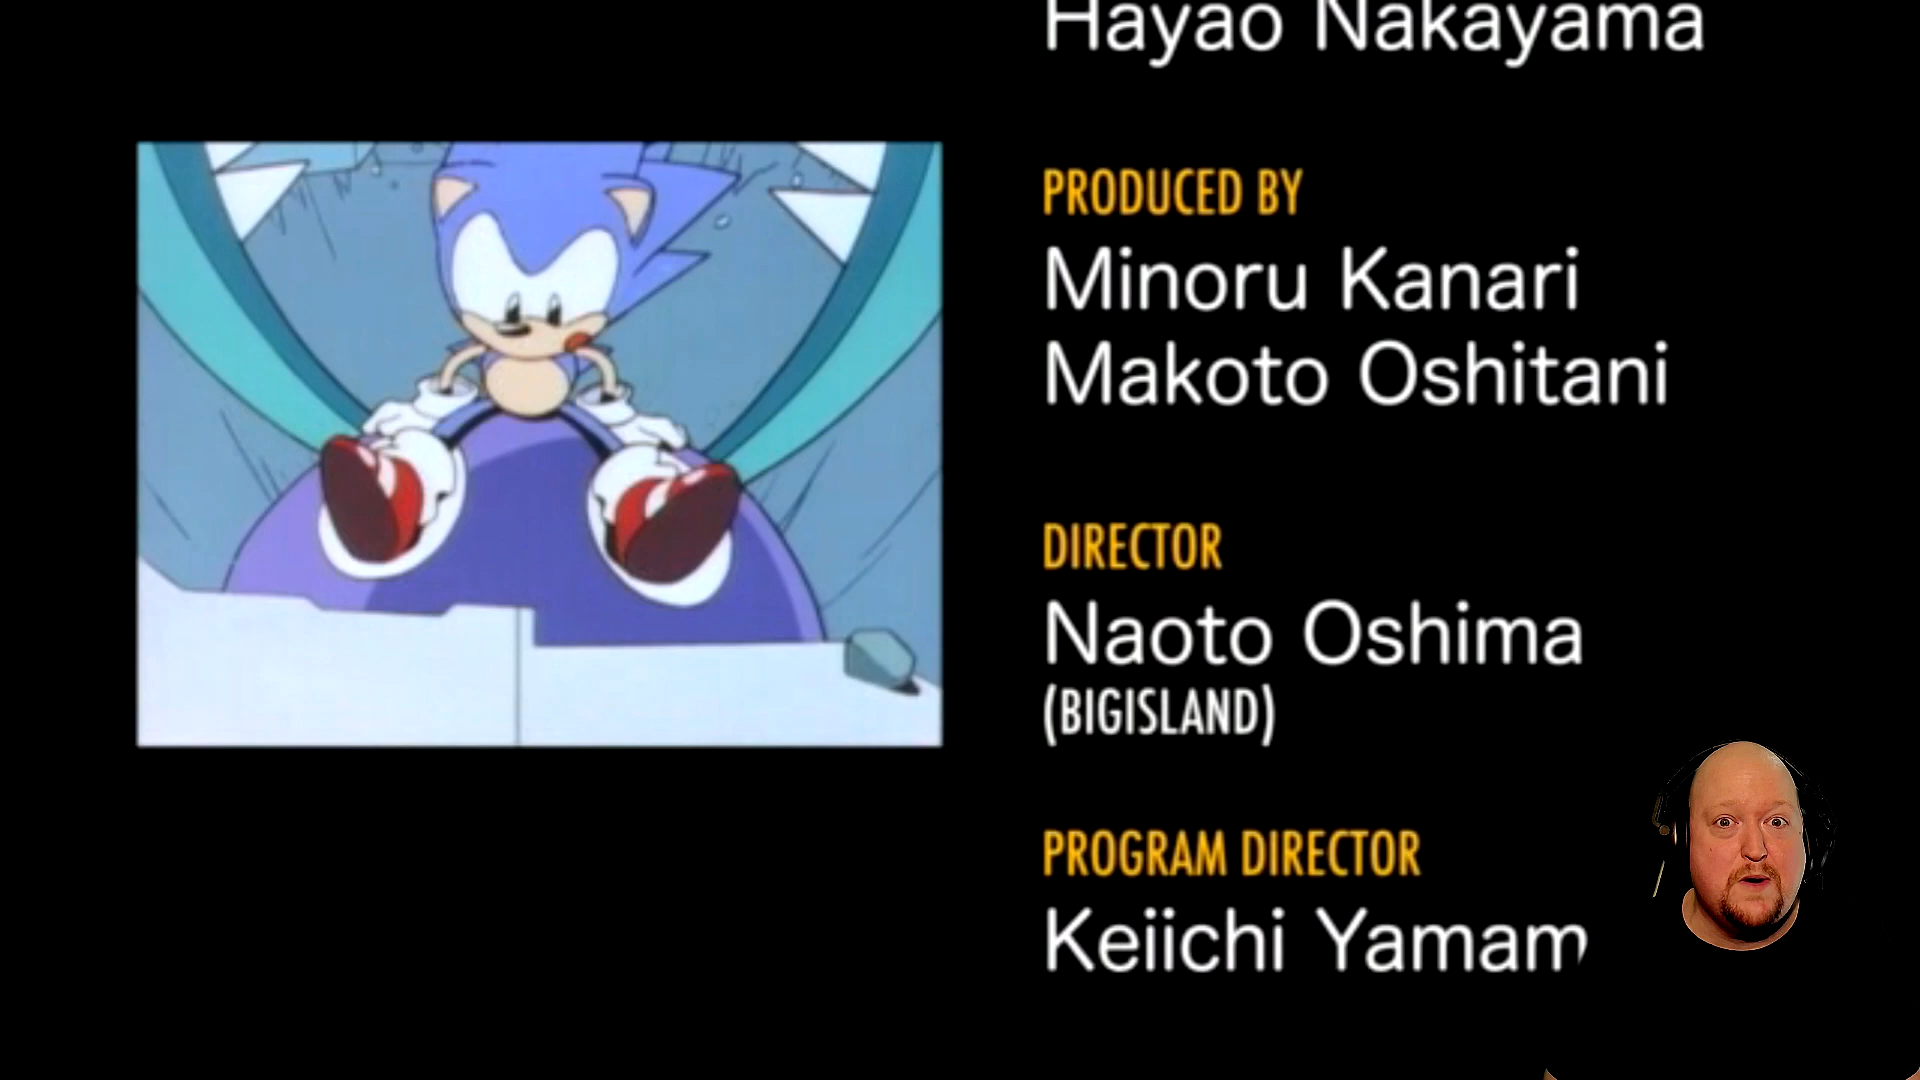 Hayao Nakayama
PRODUCED BY
Minoru Kanari
Makoto Oshitani
DIRECTOR
Naoto Oshima
(BIGISLAND)
PROGRAM DIRECTOR
Keiichi Yamam